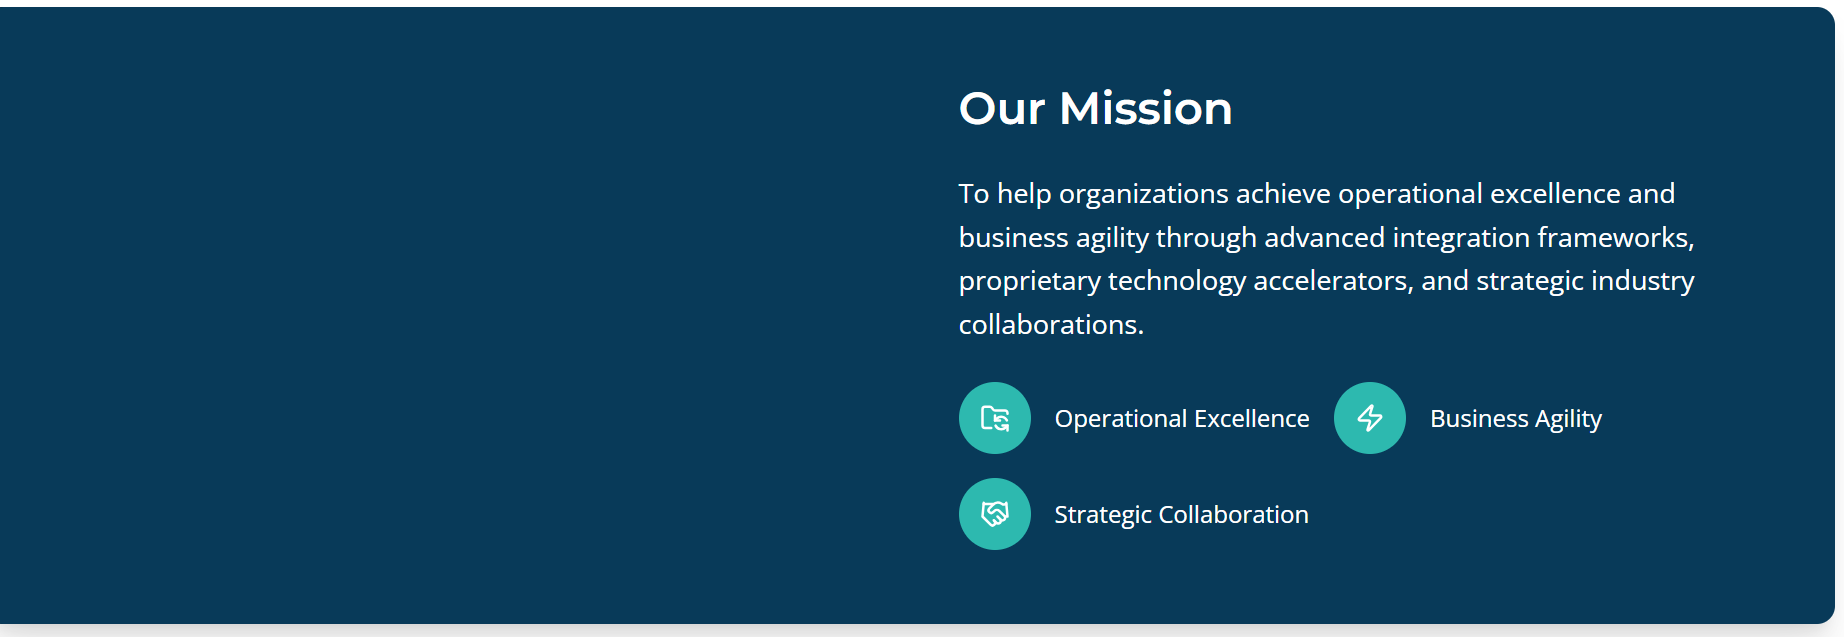 Our Mission
To help organizations achieve operational excellence and
business agility through advanced integration frameworks,
proprietary technology accelerators, and strategic industry
collaborations.
Operational Excellence
Business Agility
Strategic Collaboration